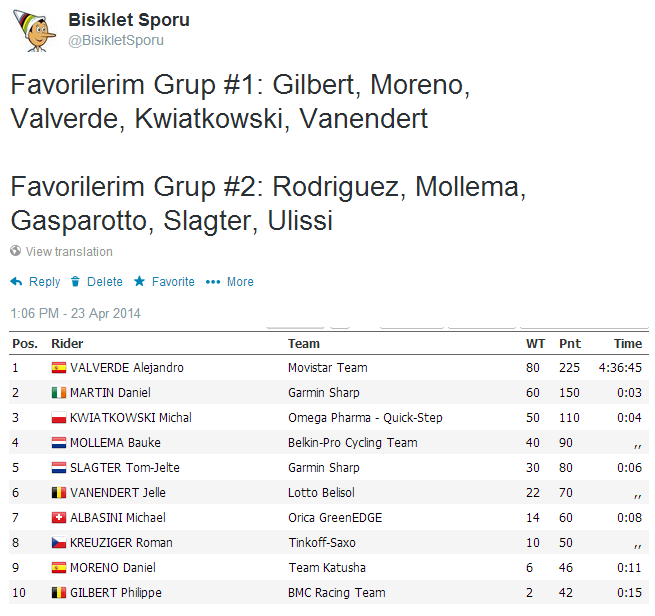 Bisiklet Sporu
@BisikletSporu
Favorilerim Grup #1: Gilbert, Moreno,
Valverde, Kwiatkowski, Vanendert
Favorilerim Grup #2: Rodriguez, Mollema,
Gasparotto, Slagter, Ulissi
View translation
Reply Delete Favorite ••• More
1:06 PM - 23 Apr 2014
Pos. Rider Team WT Pnt Time
1 VALVERDE Alejandro Movistar Team 80 225 4:36:45
2 MARTIN Daniel Garmin Sharp 60 150 0:03
3 KWIATKOWSKI Michal Omega Pharma - Quick-Step 50 110 0:04
4 MOLLEMA Bauke Belkin-Pro Cycling Team 40 90 ,,
5 SLAGTER Tom-Jelte Garmin Sharp 30 80 0:06
6 VANENDERT Jelle Lotto Belisol 22 70 ,,
7 ALBASINI Michael Orica GreenEDGE 14 60 0:08
8 KREUZIGER Roman Tinkoff-Saxo 10 50 ,,
9 MORENO Daniel Team Katusha 6 46 0:11
10 GILBERT Philippe BMC Racing Team 2 42 0:15